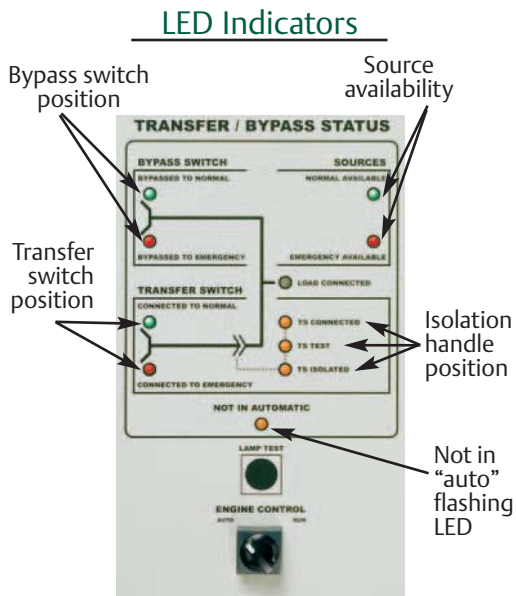 LED Indicators
Bypass switch
position
Source
availability
TRANSFER / BYPASS STATUS
BYPASS SWITCH
SOURCES
BYPASSED TO NORMAL
NORMAL AVAILABLE
BYPASSED TO EMERGENCY
EMERGENCY AVAILABLE
Transfer
switch
position
LOAD CONNECTED
TRANSFER SWITCH
CONNECTED TO NORMAL
TS CONNECTED
TS TEST
TS ISOLATED
CONNECTED TO EMERGENCY
Isolation
handle
position
NOT IN AUTOMATIC
LAMP TEST
Not in
“auto”
flashing
LED
ENGINE CONTROL
AUTO
RUN